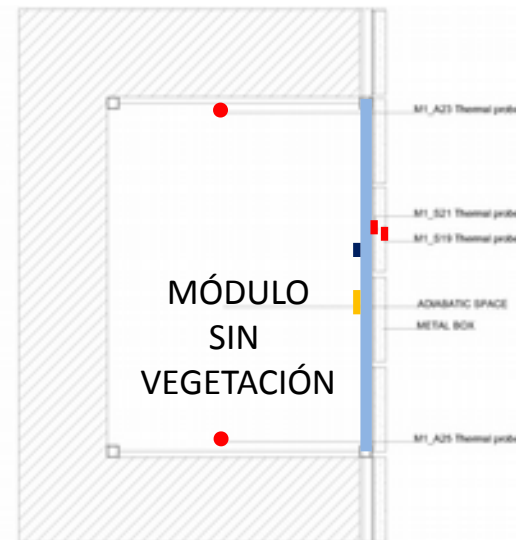 M1_A23 Thermal probe
M1_S21 Thermal probe
M1_S19 Thermal probe
MÓDULO
SIN
VEGETACIÓN
ADIABATIC SPACE
METAL BOX
M1_A25 Thermal probe